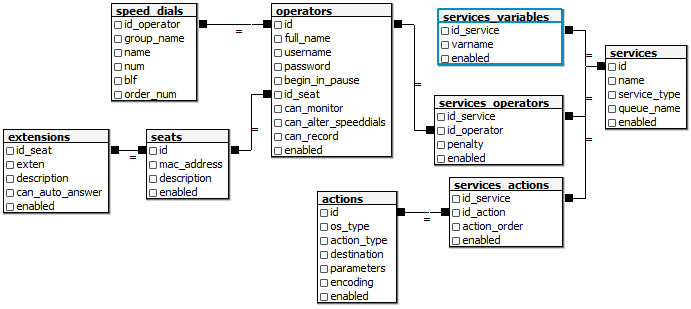 speed_dials
id_operator
group_name
name
num
blf
order_num
operators
id
full_name
username
password
begin_in_pause
id_seat
can_monitor
can_alter_speeddials
can_record
enabled
services_variables
id_service
varname
enabled
services
id
name
service_type
queue_name
enabled
services_operators
id_service
id_operator
penalty
enabled
extensions
id_seat
exten
description
can_auto_answer
enabled
seats
id
mac_address
description
enabled
actions
id
os_type
action_type
destination
parameters
encoding
enabled
services_actions
id_service
id_action
action_order
enabled
=
=
=
=
=
=
=
=